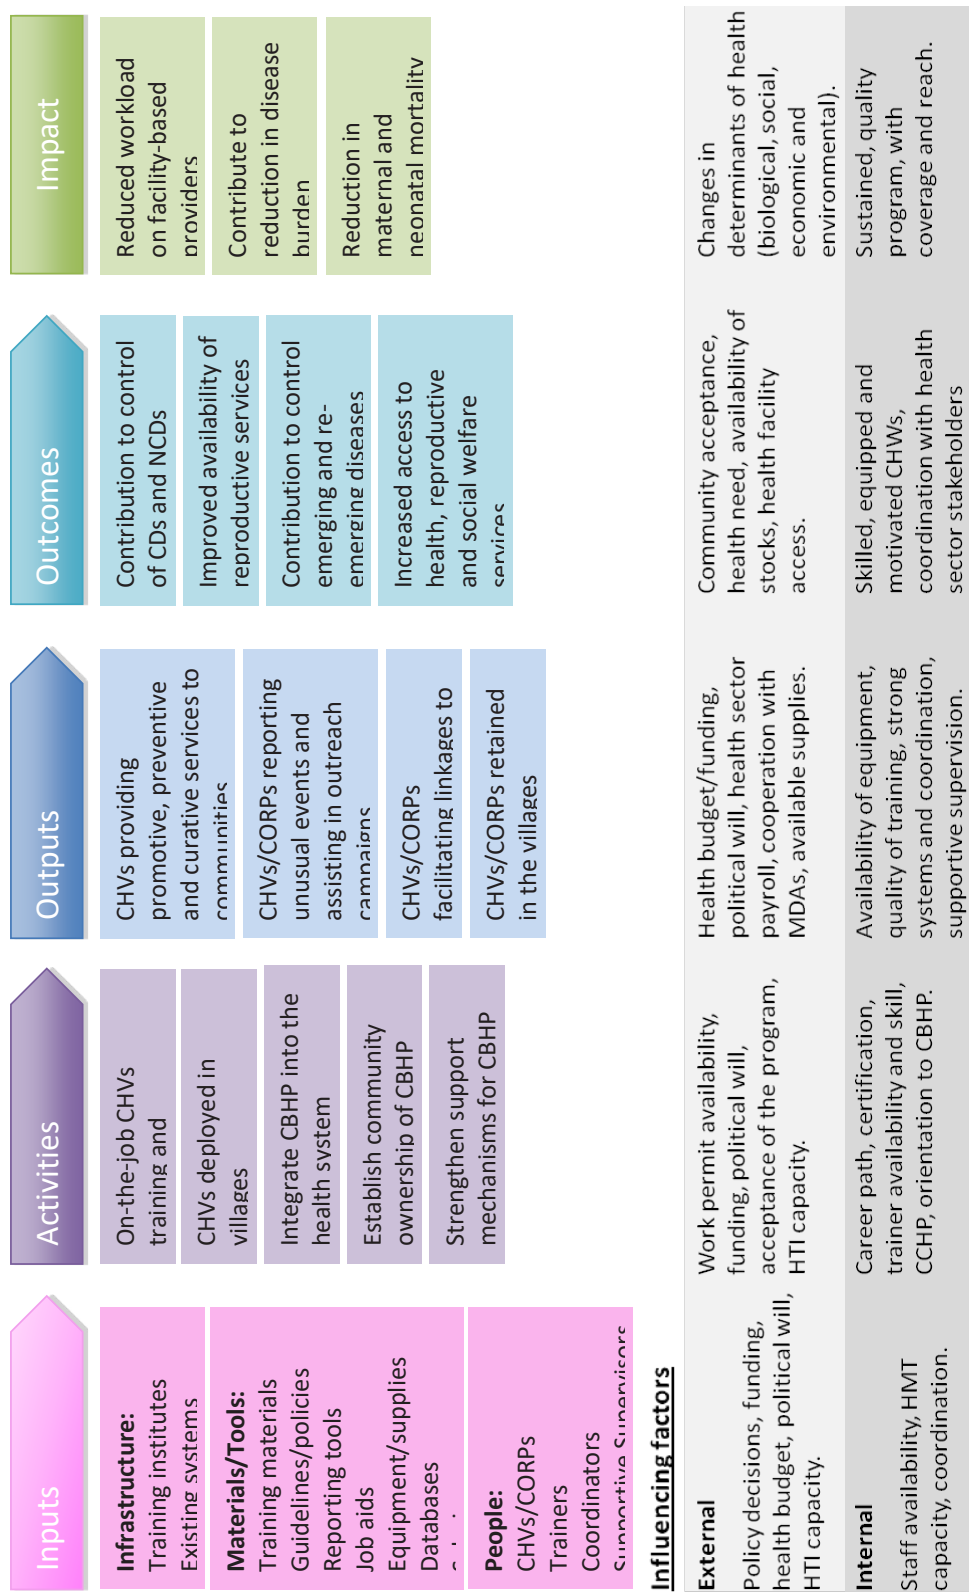 Inputs
Infrastructure:
Training institutes
Existing systems
Materials/Tools:
Training materials
Guidelines/policies
Reporting tools
Job aids
Equipment/supplies
Databases
People:
CHVs/CORPs
Trainers
Coordinators
Supportive Supervisors
Activities
On-the-job CHVs
training and
CHVs deployed in
villages
Integrate CBHP into the
health system
Establish community
ownership of CBHP
Strengthen support
mechanisms for CBHP
Outputs
CHVs providing
promotive, preventive
and curative services to
communities
CHVs/CORPs reporting
unusual events and
assisting in outreach
campaigns
CHVs/CORPs
facilitating linkages to
CHVs/CORPs retained
in the villages
Outcomes
Contribution to control
of CDs and NCDs
Improved availability of
reproductive services
Contribution to control
emerging and re-
emerging diseases
Increased access to
health, reproductive
and social welfare
services
Impact
Reduced workload
on facility-based
providers
Contribute to
reduction in disease
burden
Reduction in
maternal and
neonatal mortality
Influencing factors
External
Policy decisions, funding,
health budget, political will,
HTI capacity.
Work permit availability,
funding, political will,
acceptance of the program,
HTI capacity.
Health budget/funding,
political will, health sector
payroll, cooperation with
MDAs, available supplies.
Community acceptance,
health need, availability of
stocks, health facility
access.
Changes in
determinants of health
(biological, social,
economic and
environmental).
Internal
Staff availability, HMT
capacity, coordination.
Career path, certification,
trainer availability and skill,
CCHP, orientation to CBHP.
Availability of equipment,
quality of training, strong
systems and coordination,
supportive supervision.
Skilled, equipped and
motivated CHWs,
coordination with health
sector stakeholders
Sustained, quality
program, with
coverage and reach.